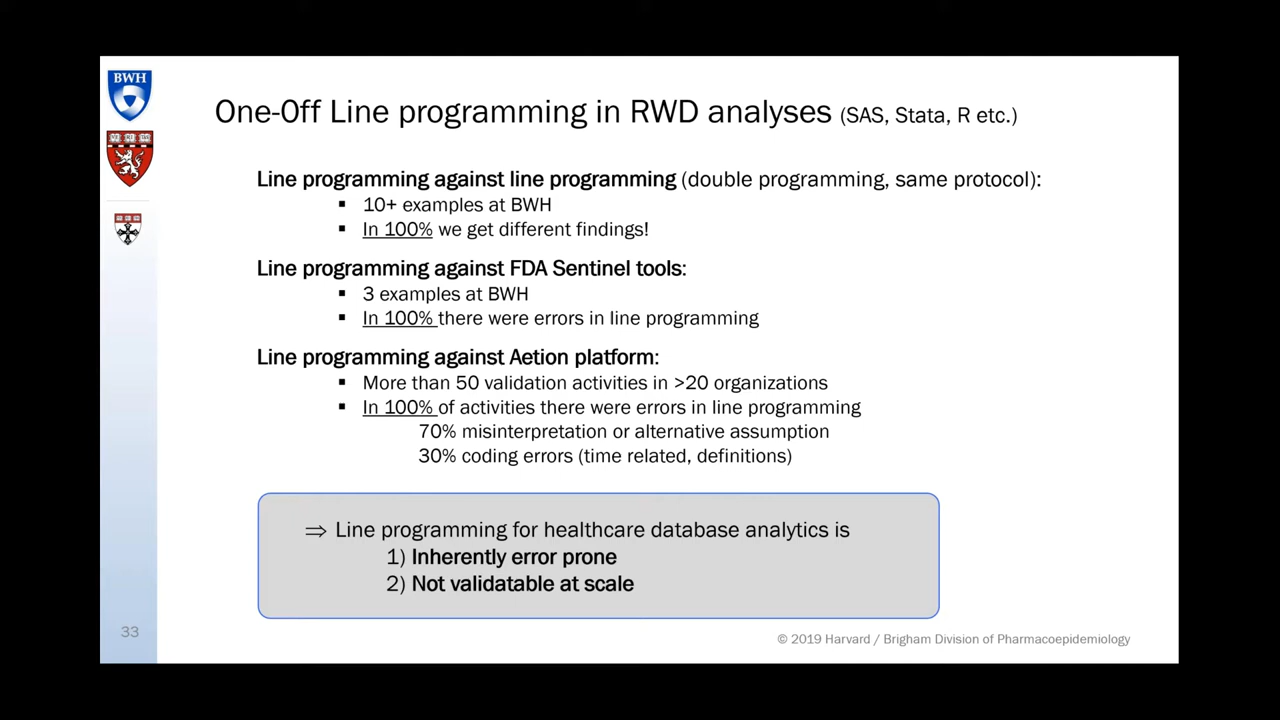 BWH
One-Off Line programming in RWD analyses (SAS, Stata, R etc.)
Line programming against line programming (double programming, same protocol):
▪ 10+ examples at BWH
▪ In 100% we get different findings!
Line programming against FDA Sentinel tools:
▪ 3 examples at BWH
▪ In 100% there were errors in line programming
Line programming against Aetion platform:
▪ More than 50 validation activities in >20 organizations
▪ In 100% of activities there were errors in line programming
70% misinterpretation or alternative assumption
30% coding errors (time related, definitions)
⇒ Line programming for healthcare database analytics is
1) Inherently error prone
2) Not validatable at scale
33
© 2019 Harvard / Brigham Division of Pharmacoepidemiology